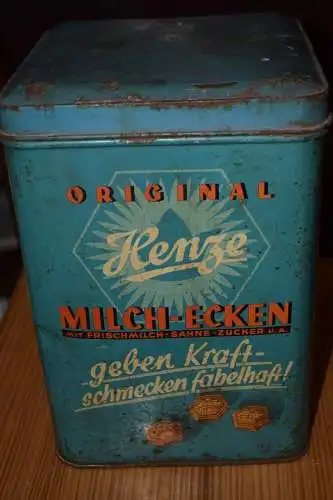 ORIGINAL
Henze
MILCH-ECKEN
MIT FRISCHMILCH-SAHNE-ZUCKER U.A.
geben Kraft-
schmecken fabelhaft!